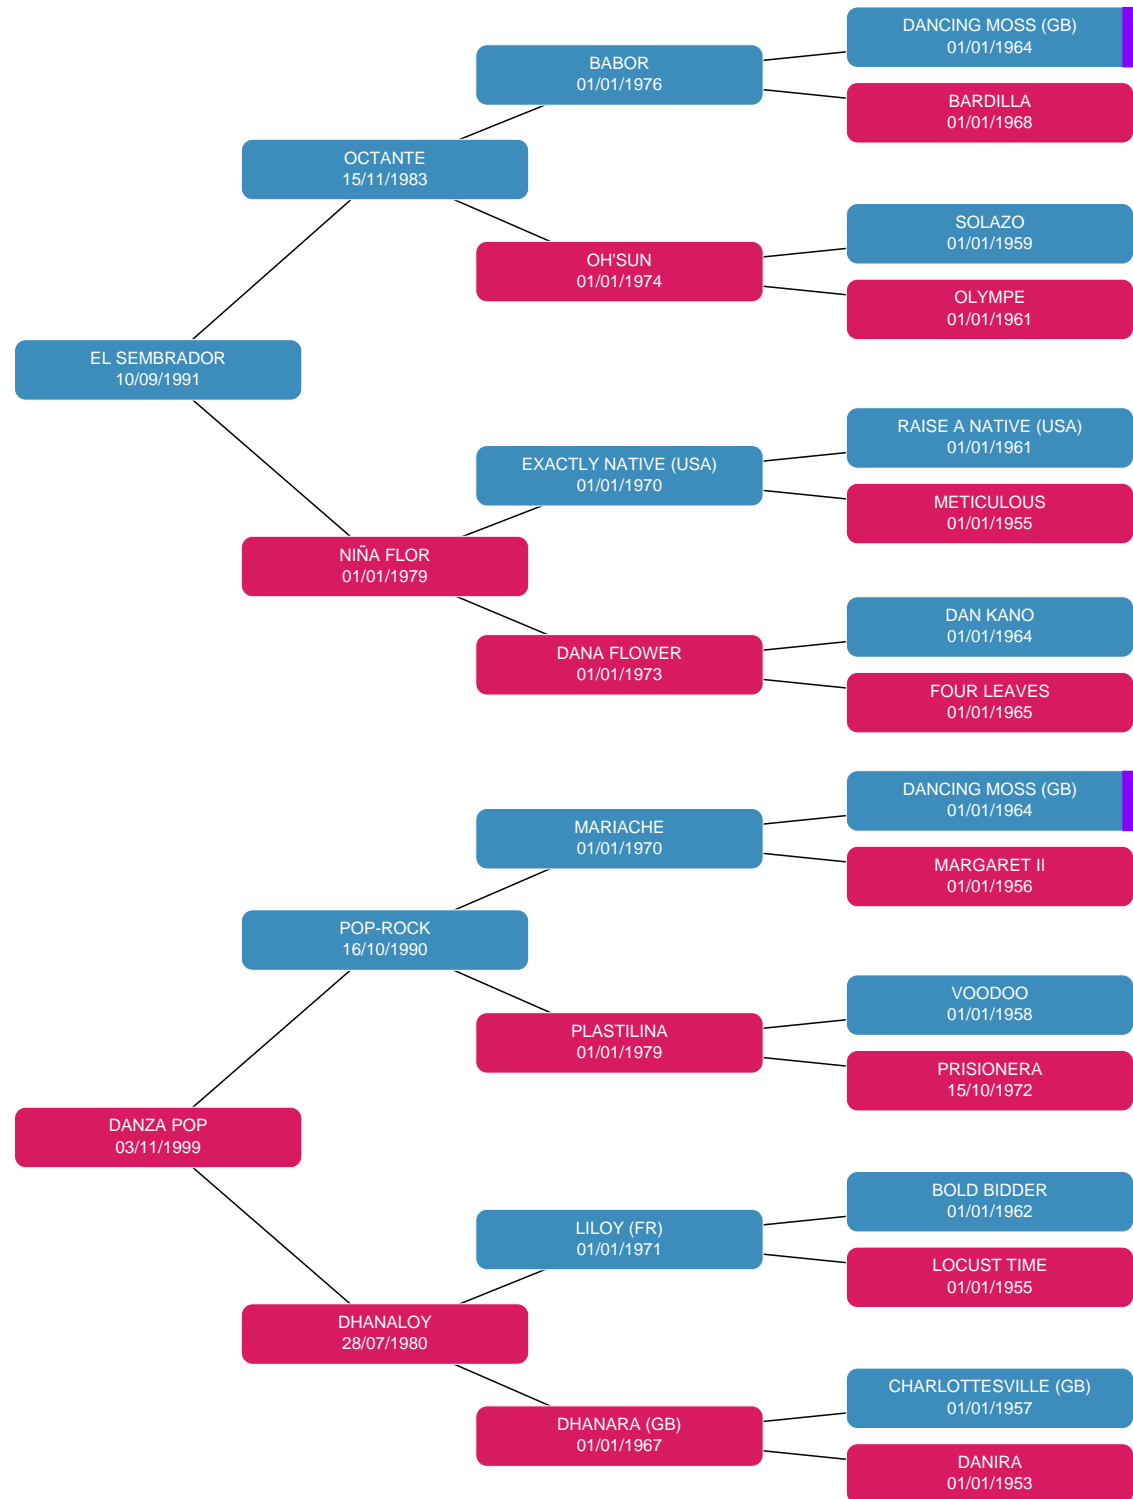 DANCING MOSS (GB)
01/01/1964
BABOR
01/01/1976
BARDILLA
01/01/1968
OCTANTE
15/11/1983
SOLAZO
01/01/1959
OH'SUN
01/01/1974
OLYMPE
01/01/1961
EL SEMBRADOR
10/09/1991
RAISE A NATIVE (USA)
01/01/1961
EXACTLY NATIVE (USA)
01/01/1970
METICULOUS
01/01/1955
NIÑA FLOR
01/01/1979
DAN KANO
01/01/1964
DANA FLOWER
01/01/1973
FOUR LEAVES
01/01/1965
DANCING MOSS (GB)
01/01/1964
MARIACHE
01/01/1970
MARGARET II
01/01/1956
POP-ROCK
16/10/1990
VOODOO
01/01/1958
PLASTILINA
01/01/1979
PRISIONERA
15/10/1972
DANZA POP
03/11/1999
BOLD BIDDER
01/01/1962
LILOY (FR)
01/01/1971
LOCUST TIME
01/01/1955
DHANALOY
28/07/1980
CHARLOTTESVILLE (GB)
01/01/1957
DHANARA (GB)
01/01/1967
DANIRA
01/01/1953